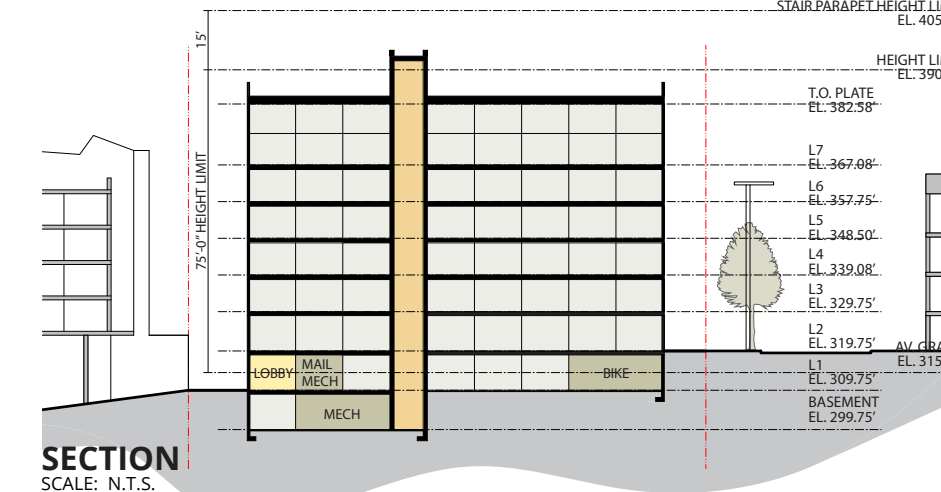 STAIR PARAPET HEIGHT LI
EL. 405
15'
HEIGHT LI
EL. 390
T.O. PLATE
EL. 382.58'
75'-0" HEIGHT LIMIT
L7
EL. 367.08'
L6
EL. 357.75'
L5
EL. 348.50'
L4
EL. 339.08'
L3
EL. 329.75'
L2
EL. 319.75'
AV. GRA
EL. 315
LOBBY
MAIL
MECH
BIKE
L1
EL. 309.75'
MECH
BASEMENT
EL. 299.75'
SECTION
SCALE: N.T.S.